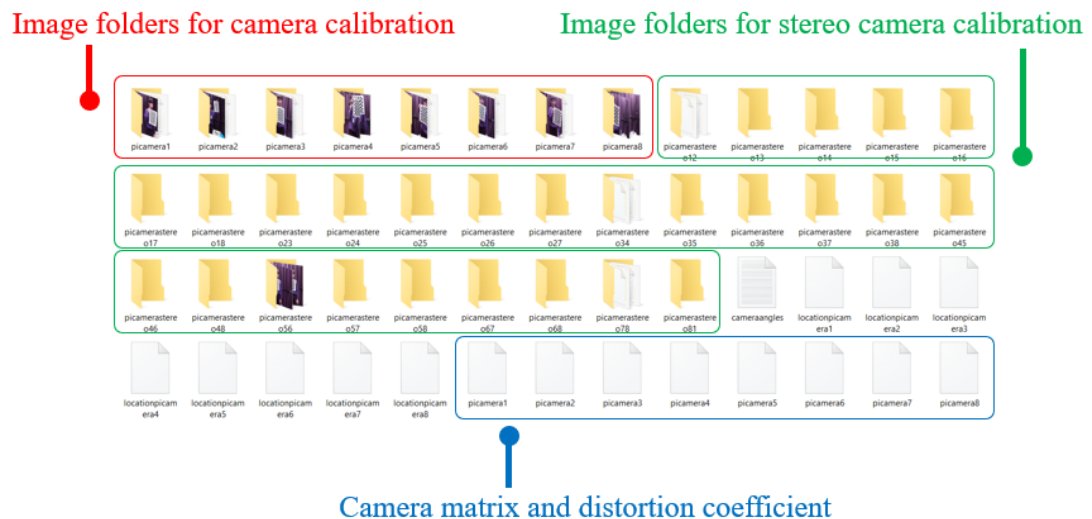 Image folders for camera calibration
Image folders for stereo camera calibration
picamera1 picamera2 picamera3 picamera4 picamera5 picamera6 picamera7 picamera8 picamerastere picamerastere picamerastere picamerastere picamerastere
o12 o13 o14 o15 o16
picamerastere picamerastere picamerastere picamerastere picamerastere picamerastere picamerastere picamerastere picamerastere picamerastere picamerastere picamerastere picamerastere
o17 o18 o23 o24 o25 o26 o27 o34 o35 o36 o37 o38 o45
picamerastere picamerastere picamerastere picamerastere picamerastere picamerastere picamerastere picamerastere picamerastere cameraangles locationpicam locationpicam locationpicam
o46 o48 o56 o57 o58 o67 o68 o78 o81 era1 era2 era3
locationpicam locationpicam locationpicam locationpicam locationpicam picamera1 picamera2 picamera3 picamera4 picamera5 picamera6 picamera7 picamera8
era4 era5 era6 era7 era8
Camera matrix and distortion coefficient